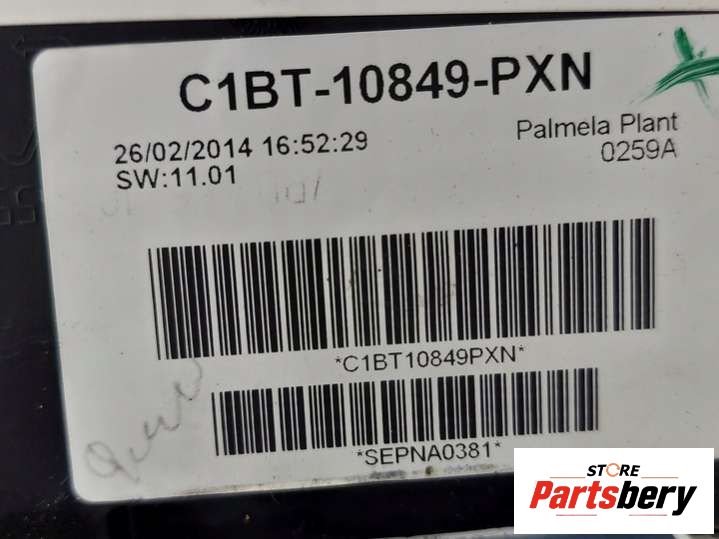 C1BT-10849-PXN
26/02/2014 16:52:29
Palmela Plant
SW:11.01
0259A
*C1BT10849PXN*
*SEPNA0381*
STORE
Partsbery